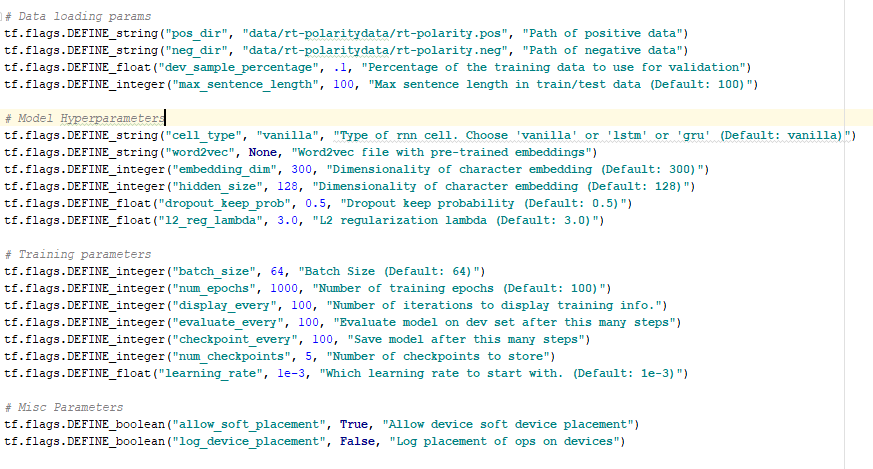 # Data loading params
tf.flags.DEFINE_string("pos_dir", "data/rt-polaritydata/rt-polarity.pos", "Path of positive data")
tf.flags.DEFINE_string("neg_dir", "data/rt-polaritydata/rt-polarity.neg", "Path of negative data")
tf.flags.DEFINE_float("dev_sample_percentage", .1, "Percentage of the training data to use for validation")
tf.flags.DEFINE_integer("max_sentence_length", 100, "Max sentence length in train/test data (Default: 100)")
# Model Hyperparameters
tf.flags.DEFINE_string("cell_type", "vanilla", "Type of rnn cell. Choose 'vanilla' or 'lstm' or 'gru' (Default: vanilla)")
tf.flags.DEFINE_string("word2vec", None, "Word2vec file with pre-trained embeddings")
tf.flags.DEFINE_integer("embedding_dim", 300, "Dimensionality of character embedding (Default: 300)")
tf.flags.DEFINE_integer("hidden_size", 128, "Dimensionality of character embedding (Default: 128)")
tf.flags.DEFINE_float("dropout_keep_prob", 0.5, "Dropout keep probability (Default: 0.5)")
tf.flags.DEFINE_float("l2_reg_lambda", 3.0, "L2 regularization lambda (Default: 3.0)")
# Training parameters
tf.flags.DEFINE_integer("batch_size", 64, "Batch Size (Default: 64)")
tf.flags.DEFINE_integer("num_epochs", 1000, "Number of training epochs (Default: 100)")
tf.flags.DEFINE_integer("display_every", 100, "Number of iterations to display training info.")
tf.flags.DEFINE_integer("evaluate_every", 100, "Evaluate model on dev set after this many steps")
tf.flags.DEFINE_integer("checkpoint_every", 100, "Save model after this many steps")
tf.flags.DEFINE_integer("num_checkpoints", 5, "Number of checkpoints to store")
tf.flags.DEFINE_float("learning_rate", 1e-3, "Which learning rate to start with. (Default: 1e-3)")
# Misc Parameters
tf.flags.DEFINE_boolean("allow_soft_placement", True, "Allow device soft device placement")
tf.flags.DEFINE_boolean("log_device_placement", False, "Log placement of ops on devices")